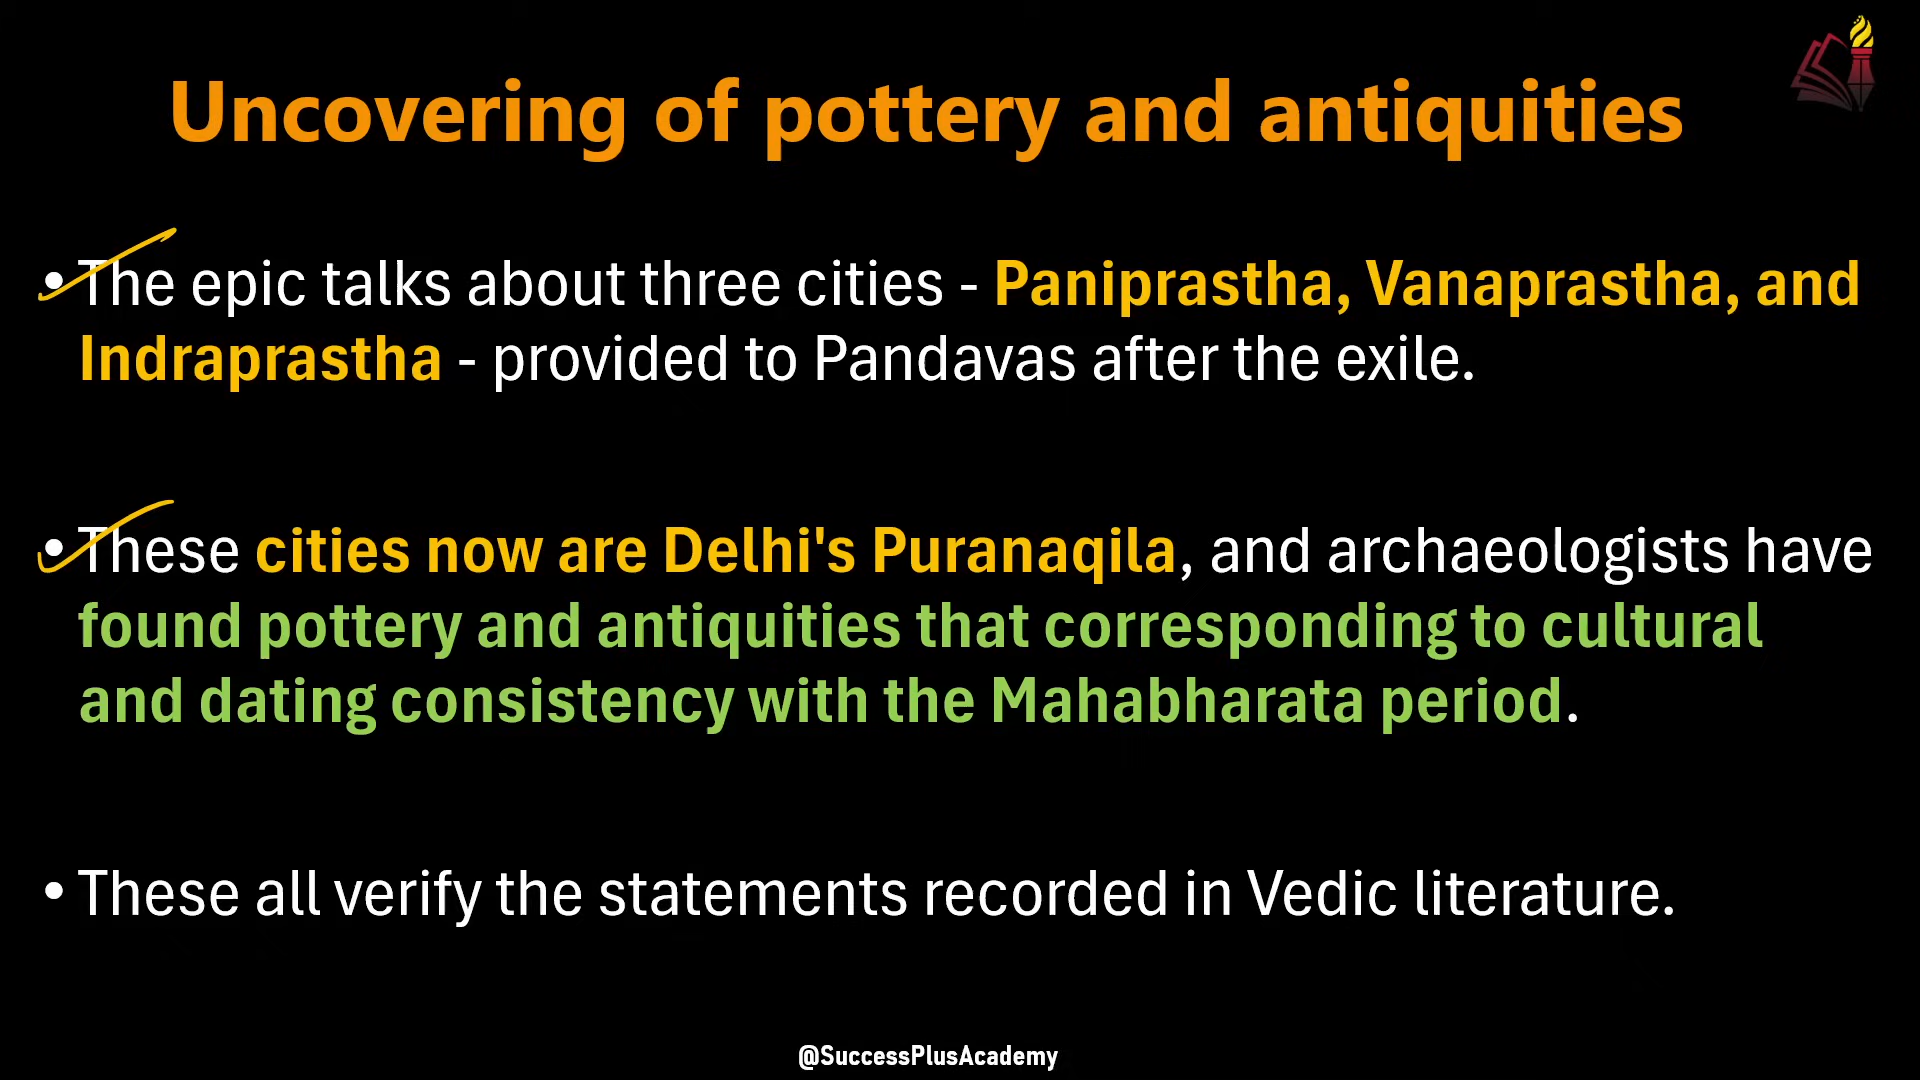 Uncovering of pottery and antiquities
• The epic talks about three cities - Paniprastha, Vanaprastha, and
Indraprastha - provided to Pandavas after the exile.
• These cities now are Delhi's Puranaqila, and archaeologists have
found pottery and antiquities that corresponding to cultural
and dating consistency with the Mahabharata period.
• These all verify the statements recorded in Vedic literature.
@SuccessPlusAcademy